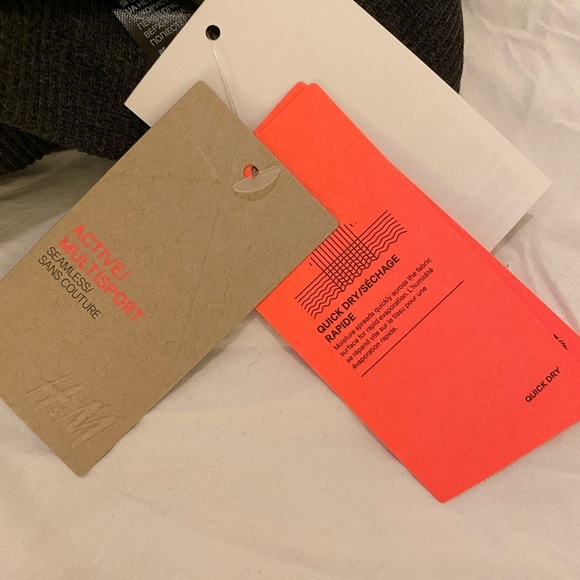 ACTIVE/
MULTISPORT
SEAMLESS/
SANS COUTURE
H&M
QUICK DRY/SÉCHAGE
RAPIDE
Moisture spreads quickly across the fabric
surface for rapid evaporation. L'humidité
se répand vite sur le tissu pour une
évaporation rapide.
QUICK DRY